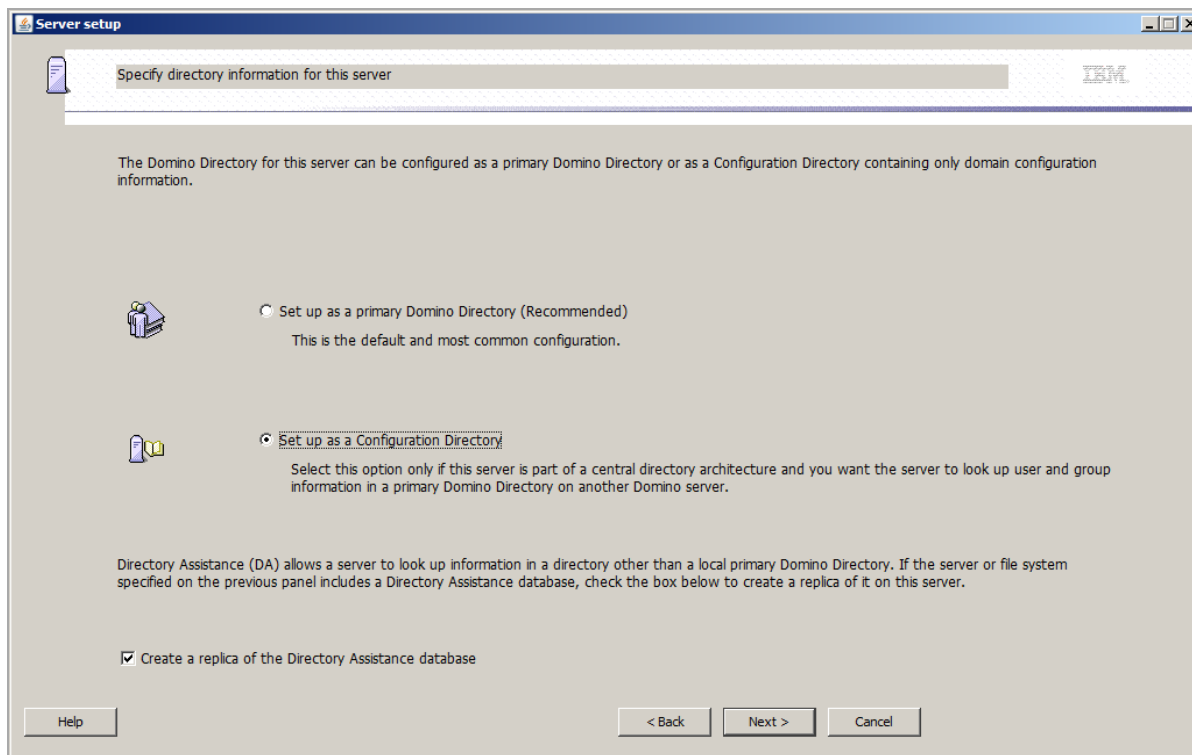 Server setup
Specify directory information for this server
IBM
The Domino Directory for this server can be configured as a primary Domino Directory or as a Configuration Directory containing only domain configuration
information.
Set up as a primary Domino Directory (Recommended)
This is the default and most common configuration.
Set up as a Configuration Directory
Select this option only if this server is part of a central directory architecture and you want the server to look up user and group
information in a primary Domino Directory on another Domino server.
Directory Assistance (DA) allows a server to look up information in a directory other than a local primary Domino Directory. If the server or file system
specified on the previous panel includes a Directory Assistance database, check the box below to create a replica of it on this server.
Create a replica of the Directory Assistance database
Help
< Back
Next >
Cancel